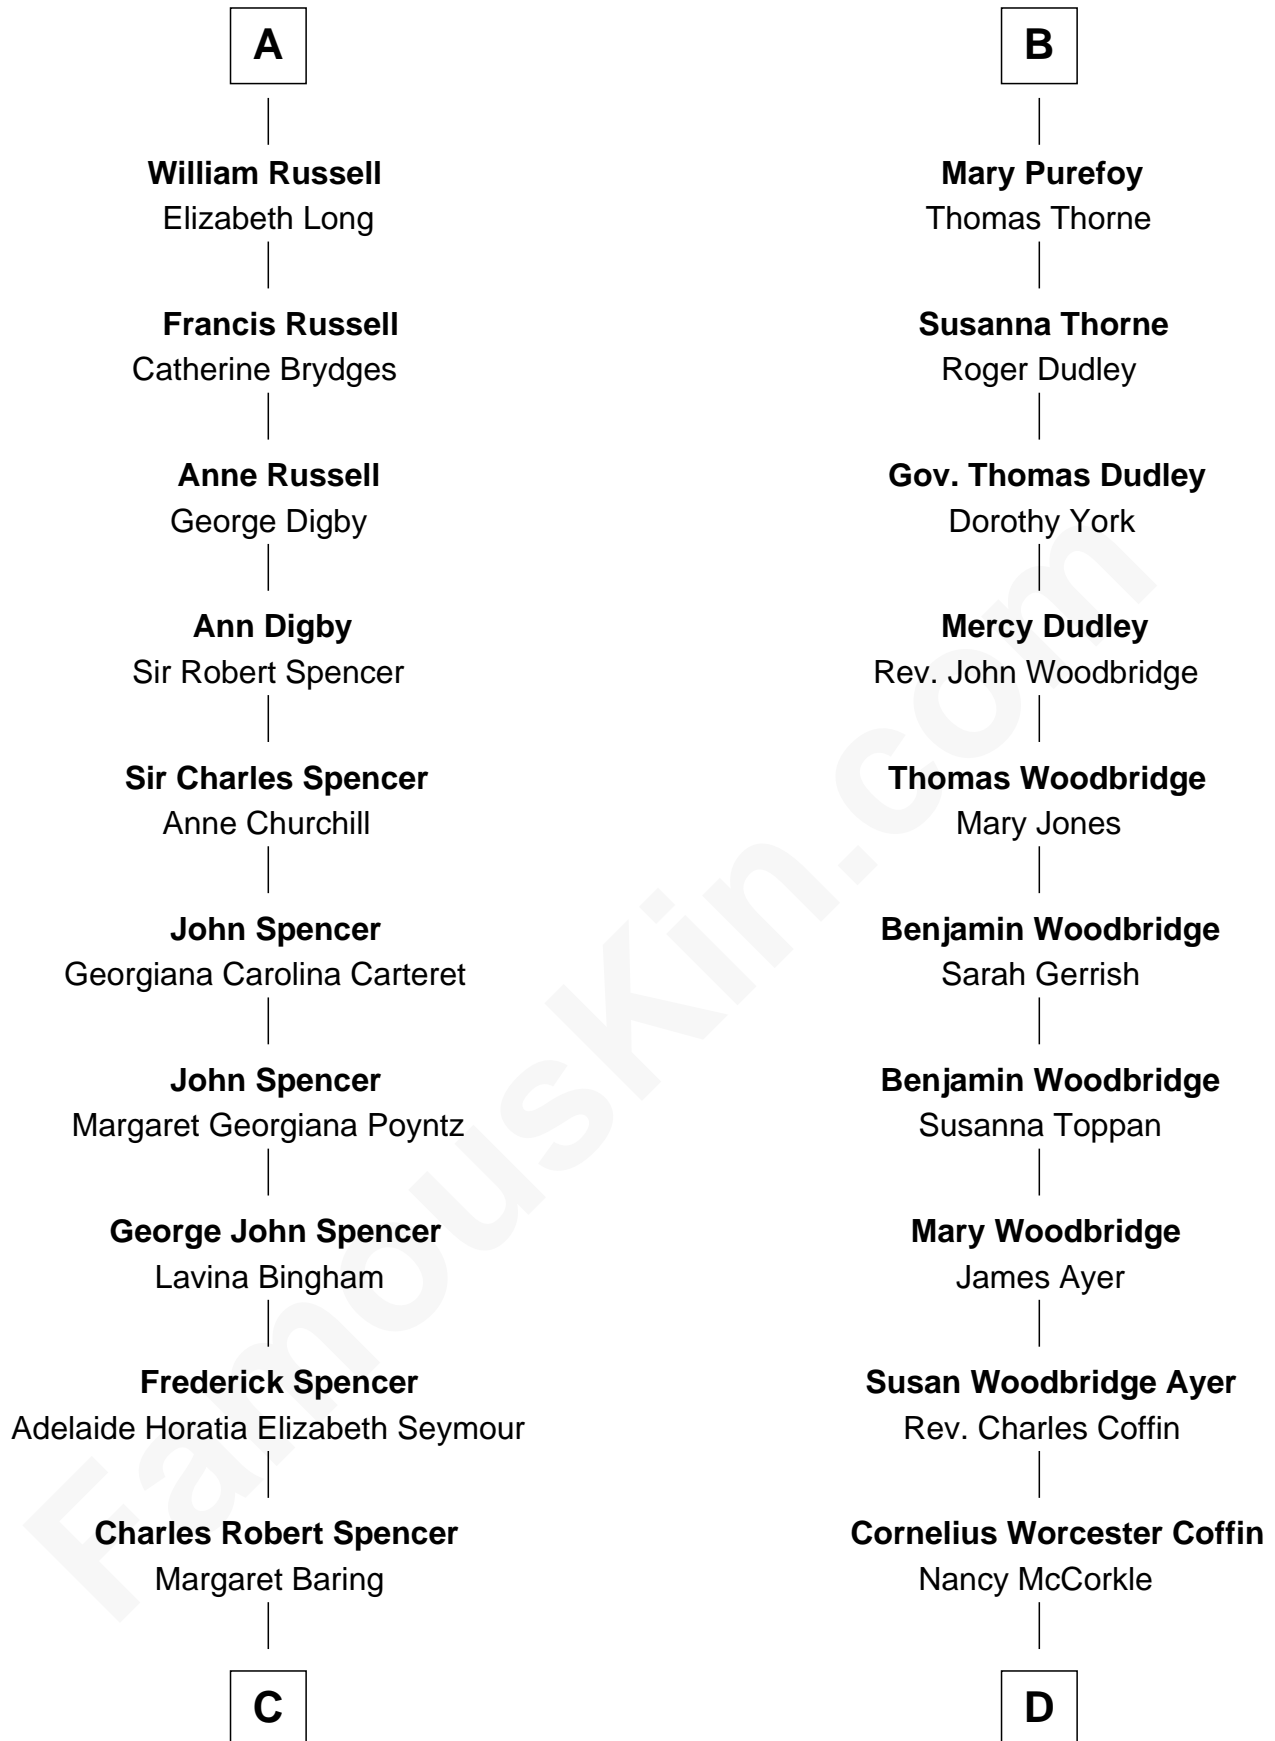 A
William Russell
Elizabeth Long
Francis Russell
Catherine Brydges
Anne Russell
George Digby
Ann Digby
Sir Robert Spencer
Sir Charles Spencer
Anne Churchill
John Spencer
Georgiana Carolina Carteret
John Spencer
Margaret Georgiana Poyntz
George John Spencer
Lavina Bingham
Frederick Spencer
Adelaide Horatia Elizabeth Seymour
Charles Robert Spencer
Margaret Baring
C
B
Mary Purefoy
Thomas Thorne
Susanna Thorne
Roger Dudley
Gov. Thomas Dudley
Dorothy York
Mercy Dudley
Rev. John Woodbridge
Thomas Woodbridge
Mary Jones
Benjamin Woodbridge
Sarah Gerrish
Benjamin Woodbridge
Susanna Toppan
Mary Woodbridge
James Ayer
Susan Woodbridge Ayer
Rev. Charles Coffin
Cornelius Worcester Coffin
Nancy McCorkle
D
FamousKin.com